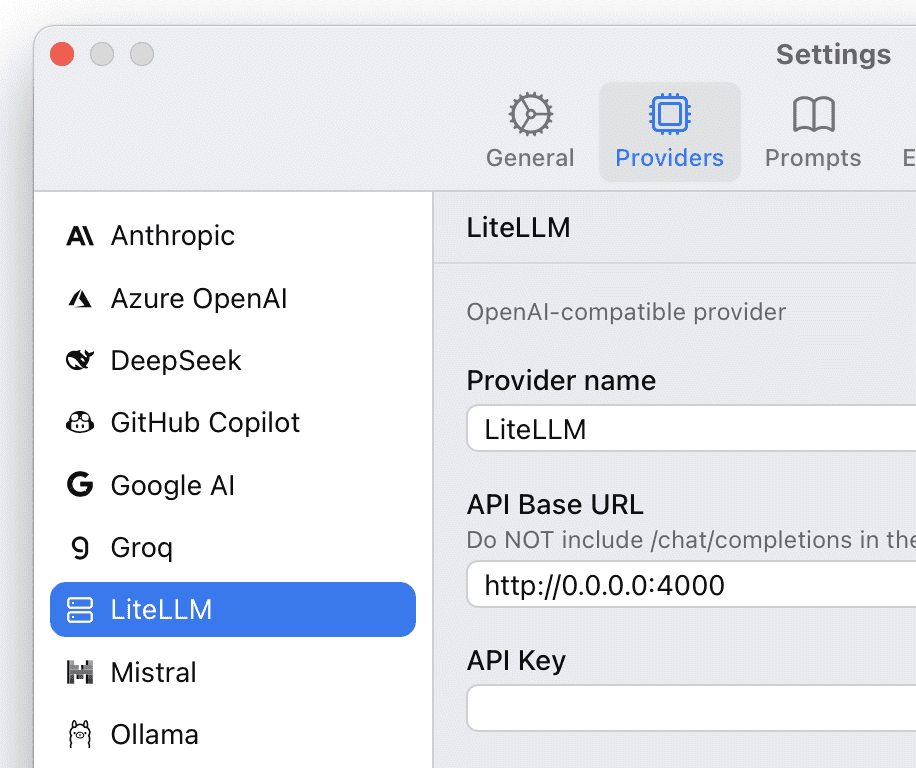 Settings
General
Providers
Prompts
Anthropic
Azure OpenAI
DeepSeek
GitHub Copilot
Google AI
Groq
LiteLLM
Mistral
Ollama
LiteLLM
OpenAI-compatible provider
Provider name
LiteLLM
API Base URL
Do NOT include /chat/completions in the
http://0.0.0.0:4000
API Key